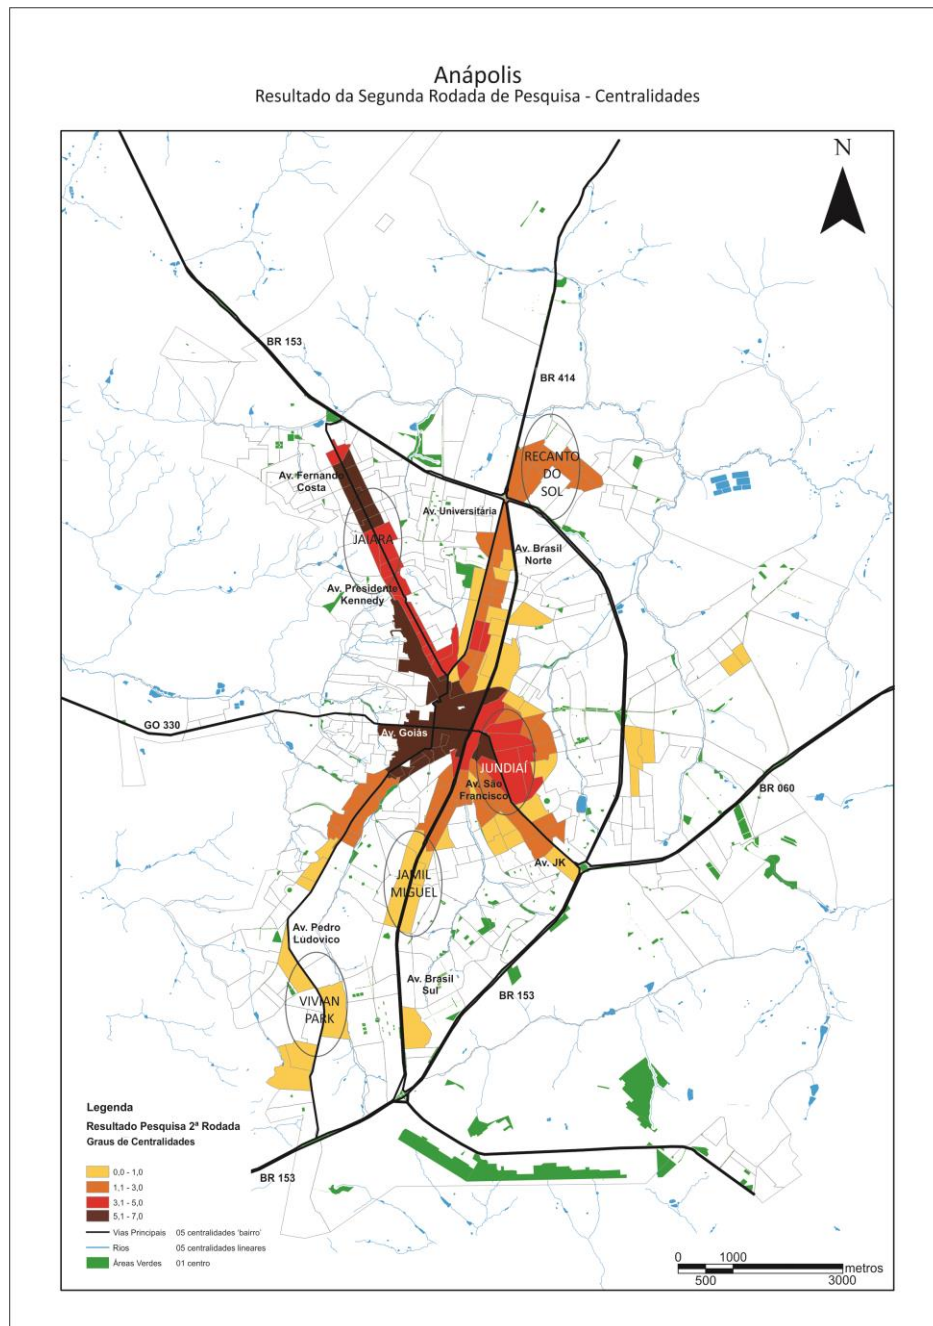 Anápolis
Resultado da Segunda Rodada de Pesquisa - Centralidades
N
BR 153
BR 414
RECANTO
DO
SOL
Av. Fernando
Costa
Av. Universitária
JAIARA
Av. Brasil
Norte
Av. Presidente
Kennedy
GO 330
Av. Goiás
JUNDIAÍ
Av. São
Francisco
BR 060
Av. JK
JAMIL
MIGUEL
Av. Pedro
Ludovico
Av. Brasil
Sul
BR 153
VIVIAN
PARK
Legenda
Resultado Pesquisa 2ª Rodada
Graus de Centralidades
0,0 - 1,0
1,1 - 3,0
3,1 - 5,0
5,1 - 7,0
Vias Principais 05 centralidades 'bairro'
Rios 05 centralidades lineares
Áreas Verdes 01 centro
BR 153
0 1000
metros
500 3000